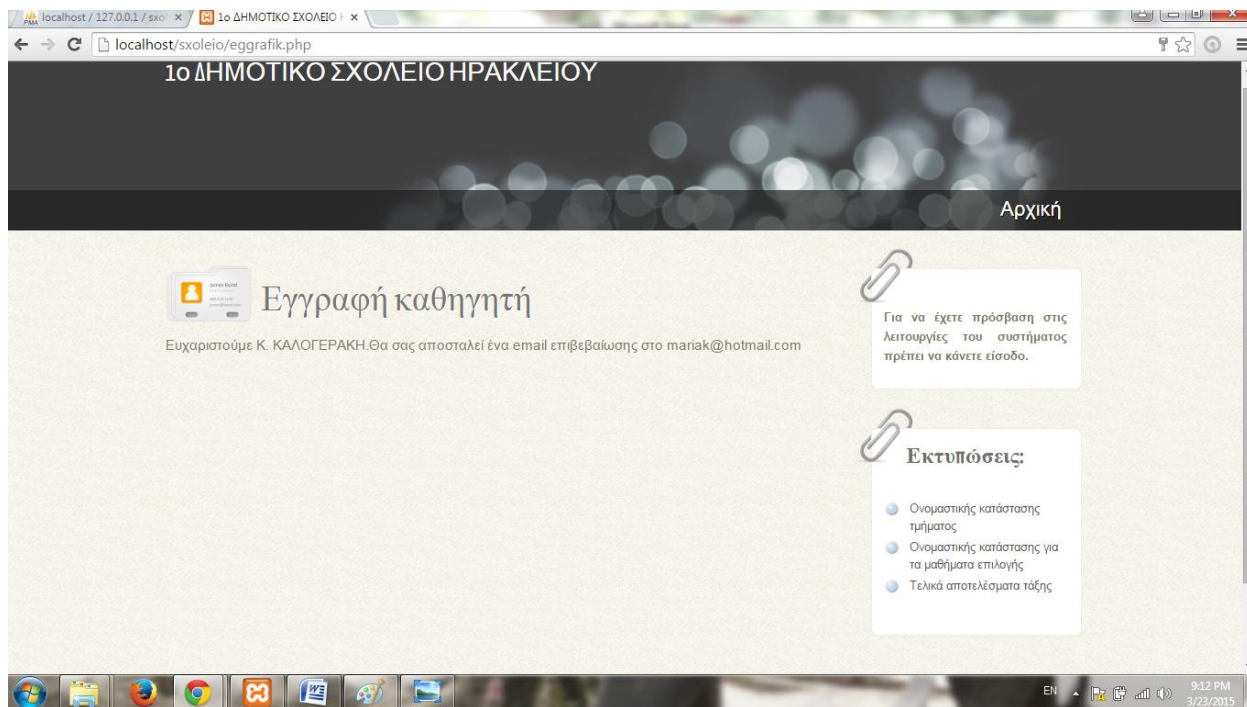 localhost / 127.0.0.1 / sxo
1ο ΔΗΜΟΤΙΚΟ ΣΧΟΛΕΙΟ
localhost/sxoleio/eggrafik.php
1ο ΔΗΜΟΤΙΚΟ ΣΧΟΛΕΙΟ ΗΡΑΚΛΕΙΟΥ
Αρχική
Εγγραφή καθηγητή
Ευχαριστούμε Κ. ΚΑΛΟΓΕΡΑΚΗ.Θα σας αποσταλεί ένα email επιβεβαίωσης στο mariak@hotmail.com
Για να έχετε πρόσβαση στις
λειτουργίες του συστήματος
πρέπει να κάνετε είσοδο.
Εκτυπώσεις:
Ονομαστικής κατάστασης
τμήματος
Ονομαστικής κατάστασης για
τα μαθήματα επιλογής
Τελικά αποτελέσματα τάξης
EN
9:12 PM
3/23/2015